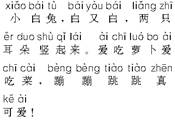 xiǎo bái tù   bái yòu bái   liǎng zhī
小白兔,白又白,两只
ěr duo shù qǐ lái   ài chī luó bo ài
耳朵竖起来。爱吃萝卜爱
chī cài   bèng bèng tiào tiào zhēn
吃菜,蹦蹦跳跳真
kě ài
可爱!